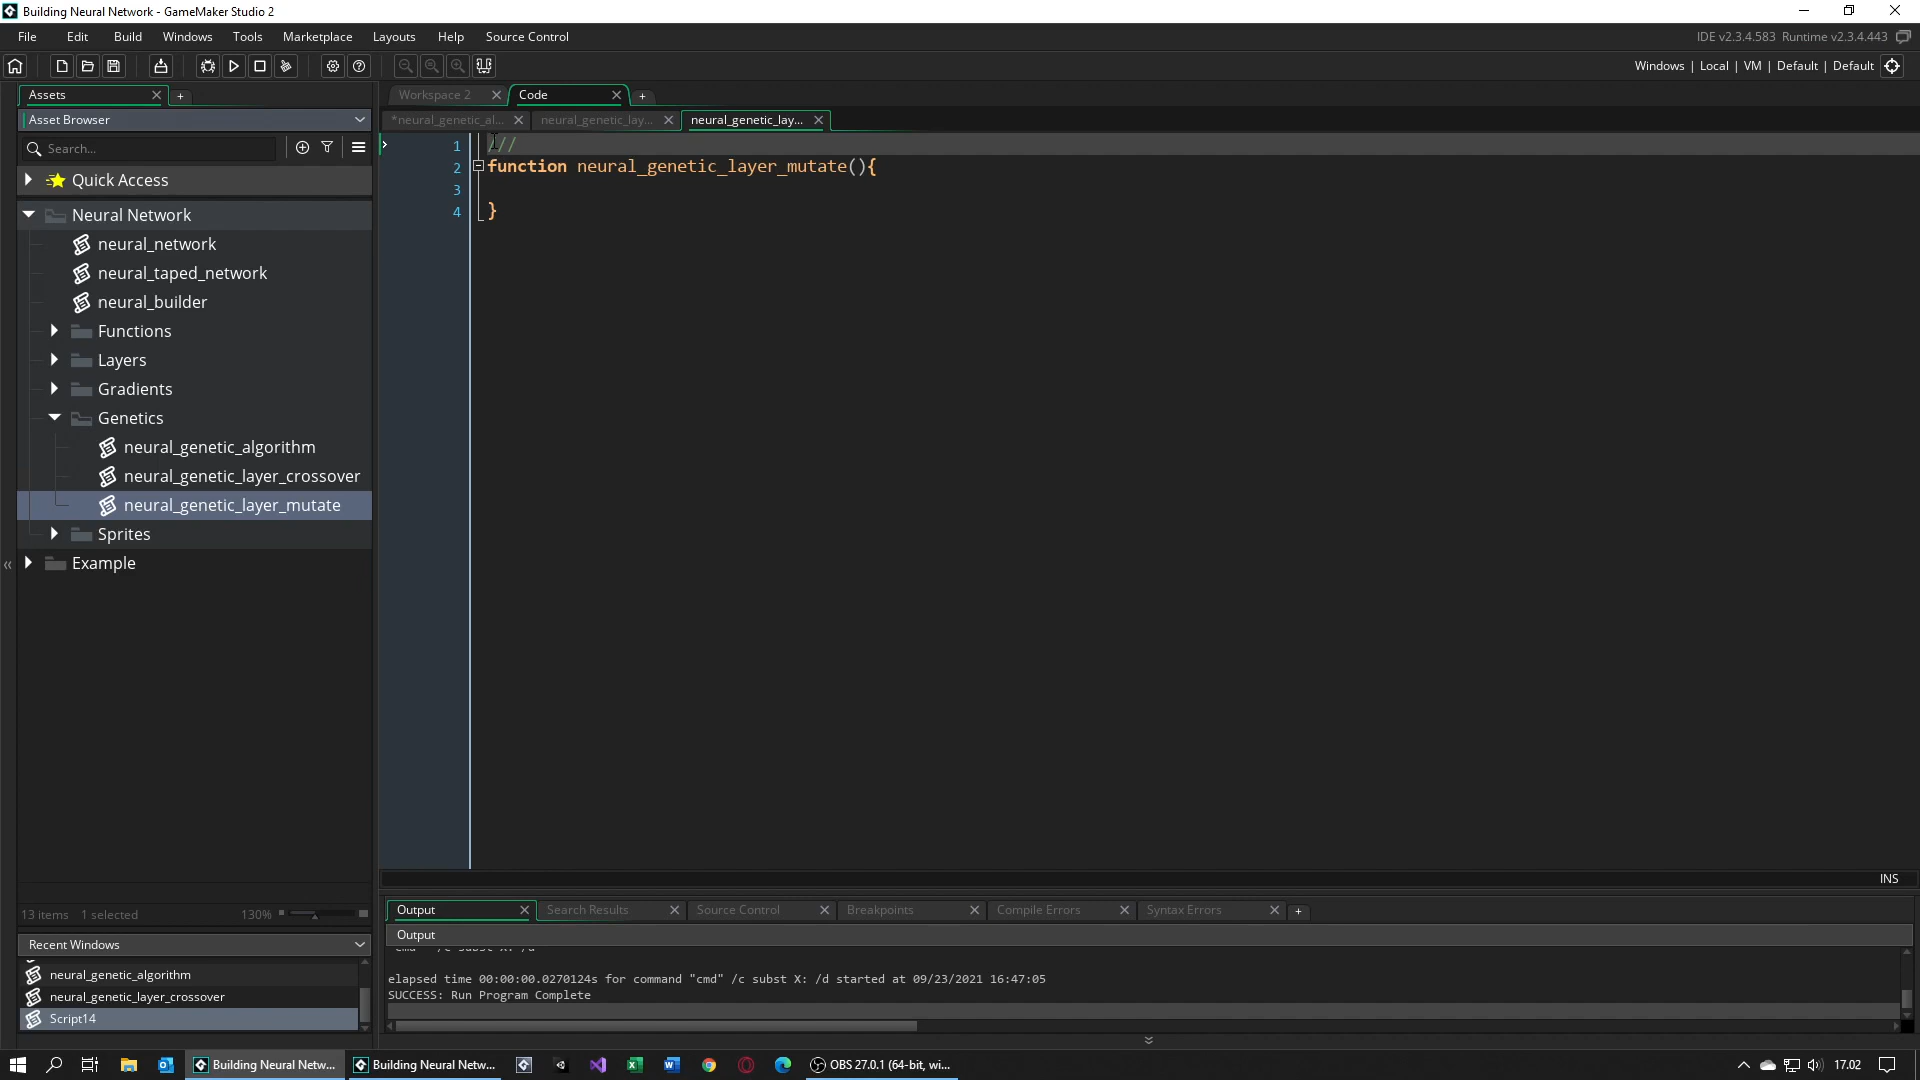 Building Neural Network - GameMaker Studio 2
File Edit Build Windows Tools Marketplace Layouts Help Source Control
IDE v2.3.4.583 Runtime v2.3.4.443
Windows | Local | VM | Default | Default
Assets
Workspace 2 Code
Asset Browser
*neural_genetic_al... neural_genetic_lay... neural_genetic_lay...
Search...
Quick Access
Neural Network
neural_network
neural_taped_network
neural_builder
Functions
Layers
Gradients
Genetics
neural_genetic_algorithm
neural_genetic_layer_crossover
neural_genetic_layer_mutate
Sprites
Example
1 ///
2 function neural_genetic_layer_mutate(){
3
4 }
INS
13 items 1 selected 130%
Recent Windows
neural_genetic_algorithm
neural_genetic_layer_crossover
Script14
Output Search Results Source Control Breakpoints Compile Errors Syntax Errors
Output
elapsed time 00:00:00.0270124s for command "cmd" /c subst X: /d started at 09/23/2021 16:47:05
SUCCESS: Run Program Complete
Building Neural Netw... Building Neural Netw... OBS 27.0.1 (64-bit, wi...
17.02